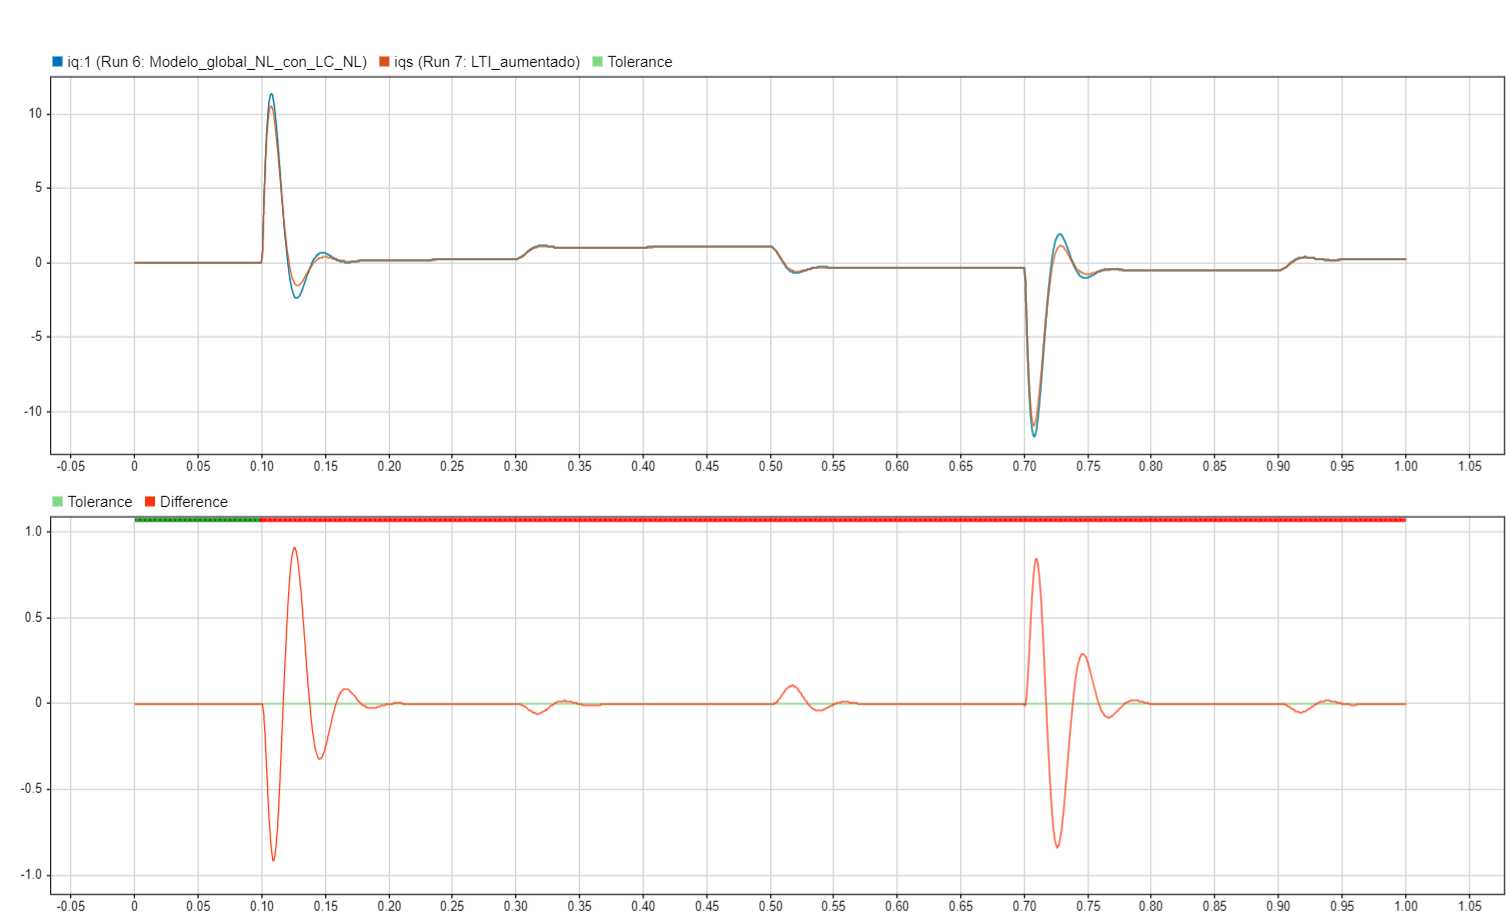 iq:1 (Run 6: Modelo_global_NL_con_LC_NL) iqs (Run 7: LTI_aumentado) Tolerance
10
5
0
-5
-10
-0.05 0 0.05 0.10 0.15 0.20 0.25 0.30 0.35 0.40 0.45 0.50 0.55 0.60 0.65 0.70 0.75 0.80 0.85 0.90 0.95 1.00 1.05
Tolerance Difference
1.0
0.5
0
-0.5
-1.0
-0.05 0 0.05 0.10 0.15 0.20 0.25 0.30 0.35 0.40 0.45 0.50 0.55 0.60 0.65 0.70 0.75 0.80 0.85 0.90 0.95 1.00 1.05